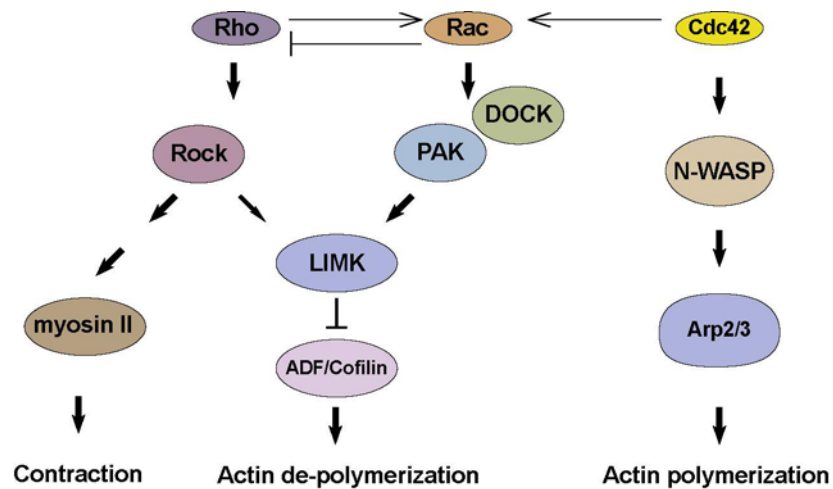 Rho
Rac
Cdc42
DOCK
Rock
PAK
N-WASP
LIMK
myosin II
Arp2/3
ADF/Cofilin
Contraction
Actin de-polymerization
Actin polymerization